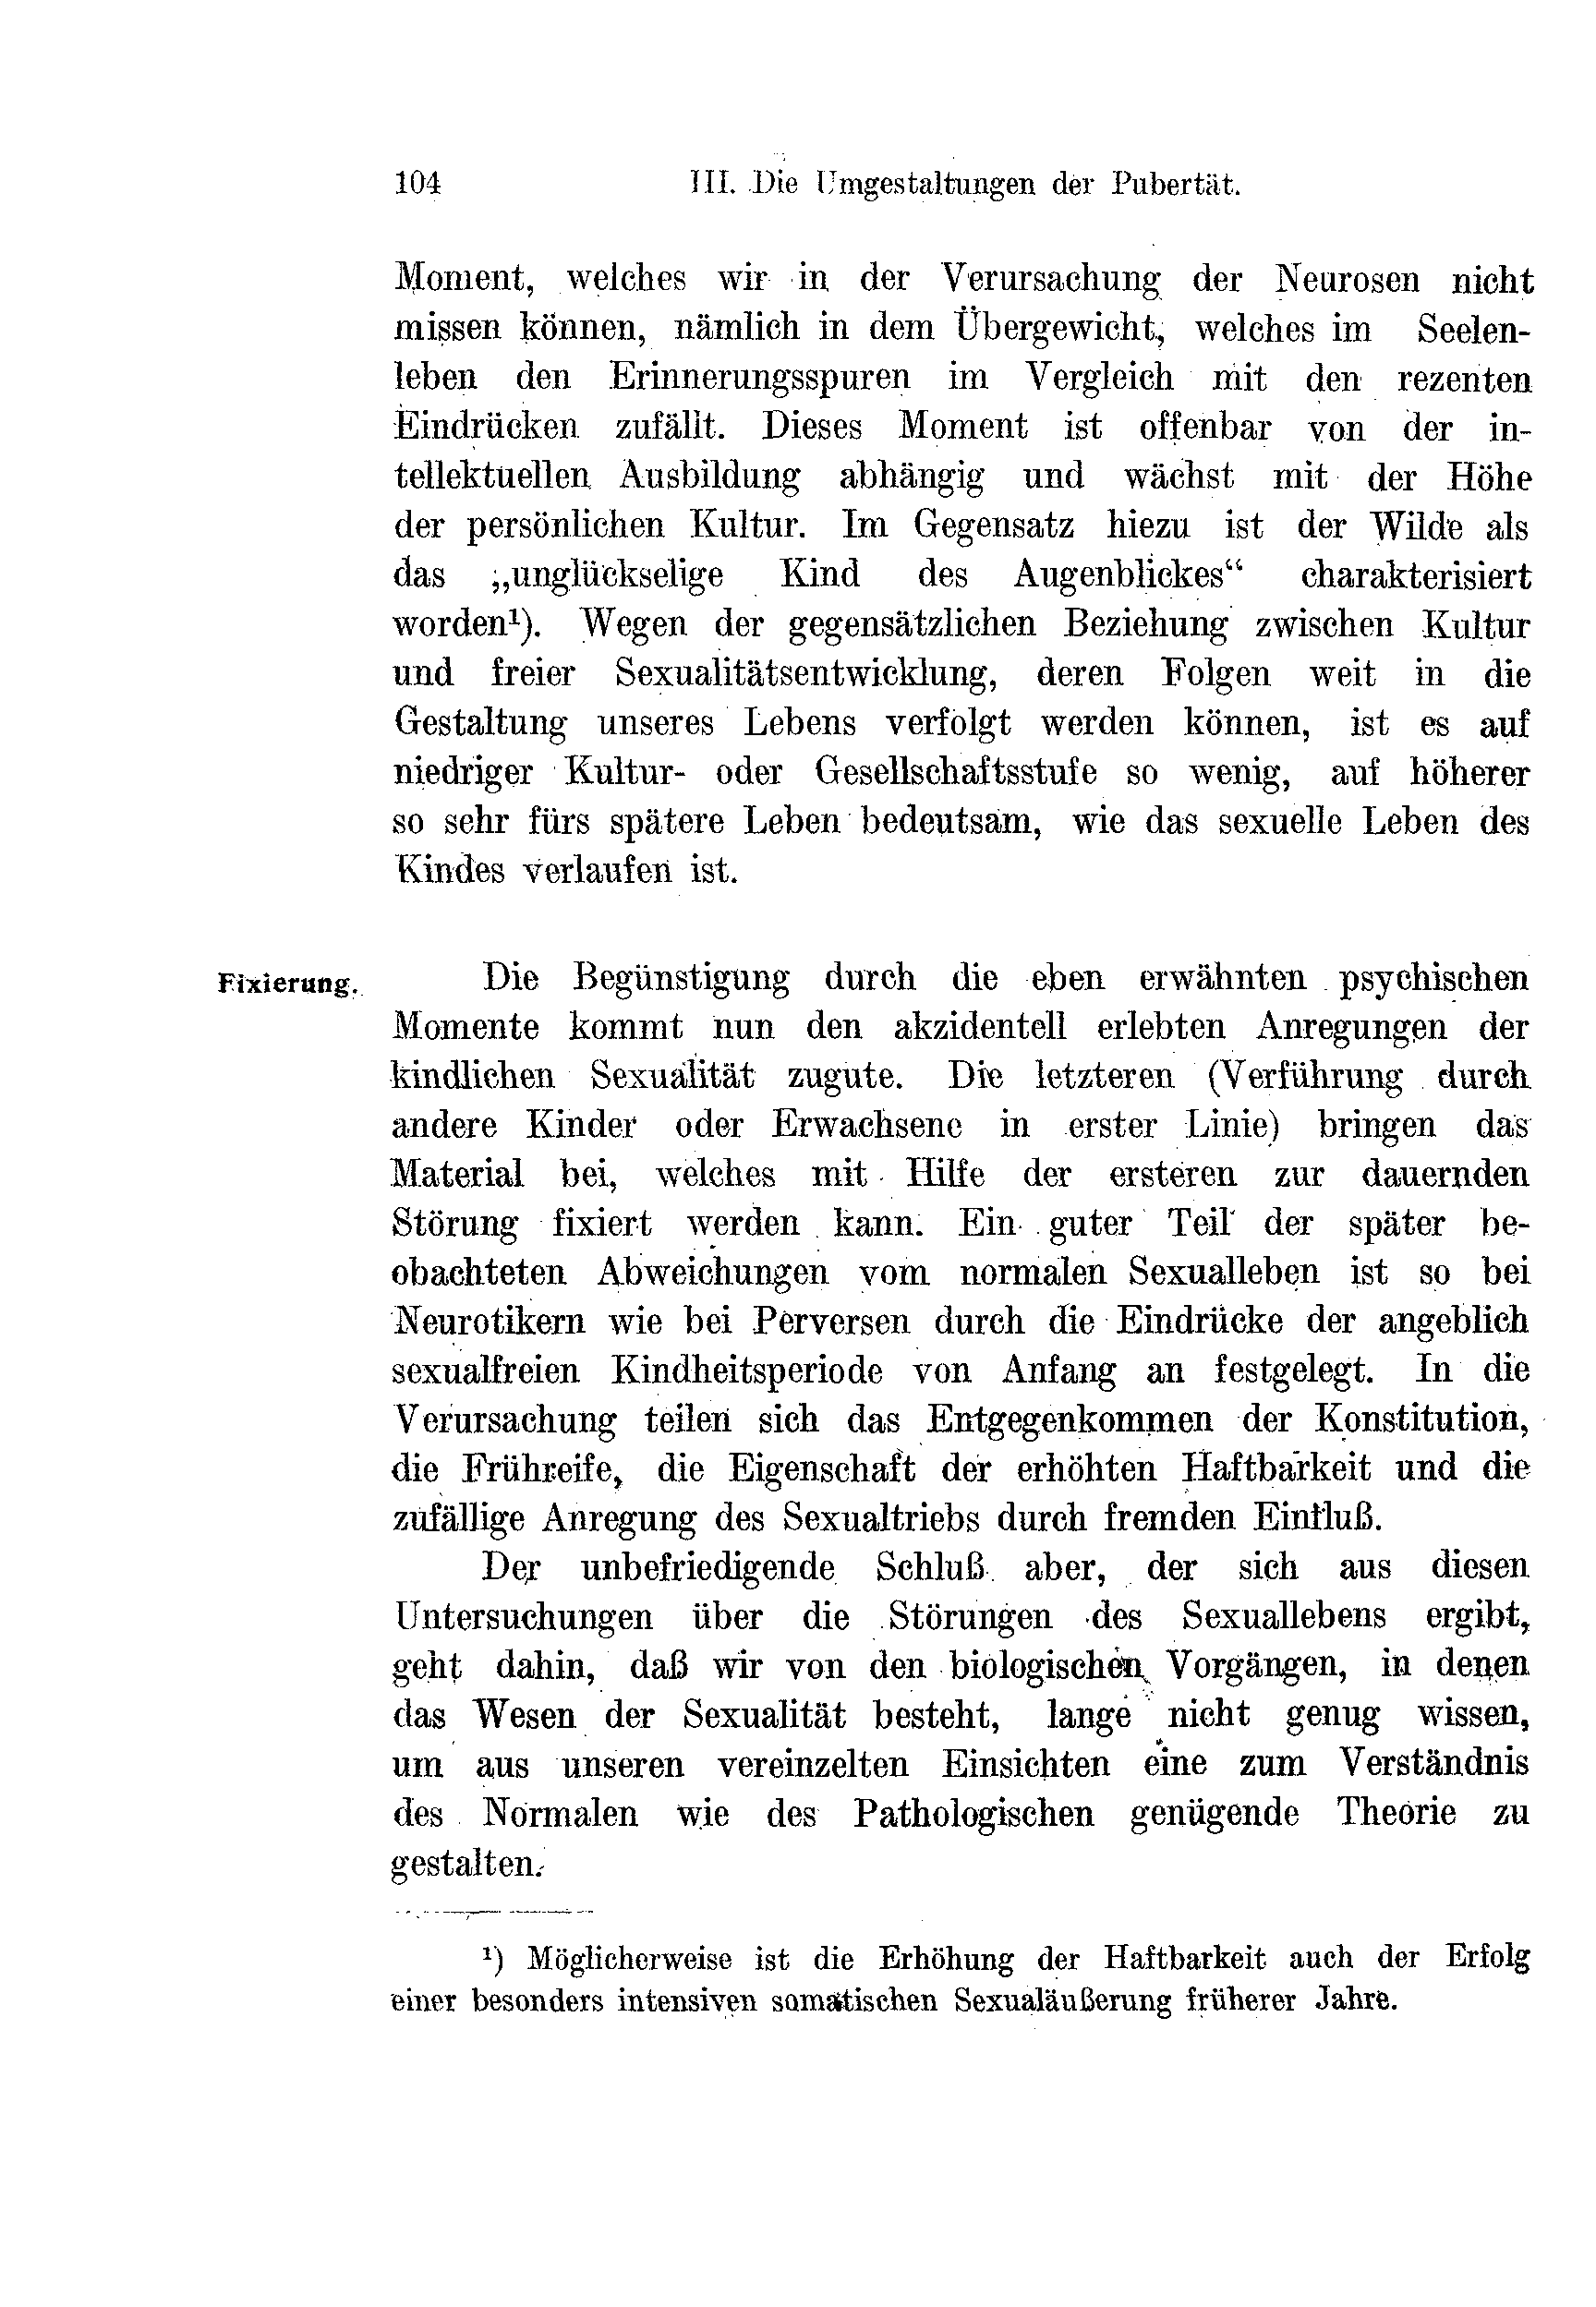 104 III. Die Umgestaltungen der Pubertät.
Moment, welches wir in der Verursachung der Neurosen nicht
missen können, nämlich in dem Übergewicht, welches im Seelen-
leben den Erinnerungsspuren im Vergleich mit den rezenten
Eindrücken zufällt. Dieses Moment ist offenbar von der in-
tellektuellen Ausbildung abhängig und wächst mit der Höhe
der persönlichen Kultur. Im Gegensatz hiezu ist der Wilde als
das „unglückselige Kind des Augenblickes“ charakterisiert
worden¹). Wegen der gegensätzlichen Beziehung zwischen Kultur
und freier Sexualitätsentwicklung, deren Folgen weit in die
Gestaltung unseres Lebens verfolgt werden können, ist es auf
niedriger Kultur- oder Gesellschaftsstufe so wenig, auf höherer
so sehr fürs spätere Leben bedeutsam, wie das sexuelle Leben des
Kindes verlaufen ist.
Fixierung. Die Begünstigung durch die eben erwähnten psychischen
Momente kommt nun den akzidentell erlebten Anregungen der
kindlichen Sexualität zugute. Die letzteren (Verführung durch
andere Kinder oder Erwachsene in erster Linie) bringen das
Material bei, welches mit Hilfe der ersteren zur dauernden
Störung fixiert werden kann. Ein guter Teil der später be-
obachteten Abweichungen vom normalen Sexualleben ist so bei
Neurotikern wie bei Perversen durch die Eindrücke der angeblich
sexualfreien Kindheitsperiode von Anfang an festgelegt. In die
Verursachung teilen sich das Entgegenkommen der Konstitution,
die Frühreife, die Eigenschaft der erhöhten Haftbarkeit und die
zufällige Anregung des Sexualtriebs durch fremden Einfluß.
Der unbefriedigende Schluß aber, der sich aus diesen
Untersuchungen über die Störungen des Sexuallebens ergibt,
geht dahin, daß wir von den biologischen Vorgängen, in denen
das Wesen der Sexualität besteht, lange nicht genug wissen,
um aus unseren vereinzelten Einsichten eine zum Verständnis
des Normalen wie des Pathologischen genügende Theorie zu
gestalten.
¹) Möglicherweise ist die Erhöhung der Haftbarkeit auch der Erfolg
einer besonders intensiven somatischen Sexualäußerung früherer Jahre.